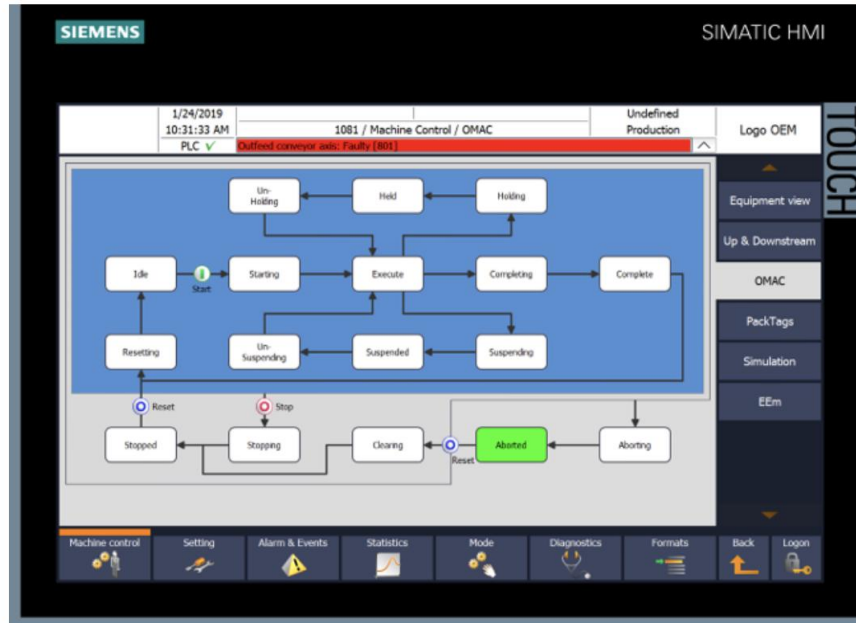 SIEMENS
SIMATIC HMI
TOUCH
1/24/2019
10:31:33 AM
PLC
1081 / Machine Control / OMAC
Outfeed conveyor axis: Faulty [801]
Undefined
Production
Logo OEM
Equipment view
Up & Downstream
OMAC
PackTags
Simulation
EEm
Un-
Holding
Held
Holding
Idle
Start
Starting
Execute
Completing
Complete
Resetting
Un-
Suspending
Suspended
Suspending
Reset
Stop
Stopped
Stopping
Clearing
Reset
Aborted
Aborting
Machine control
Setting
Alarm & Events
Statistics
Mode
Diagnostics
Formats
Back
Logon